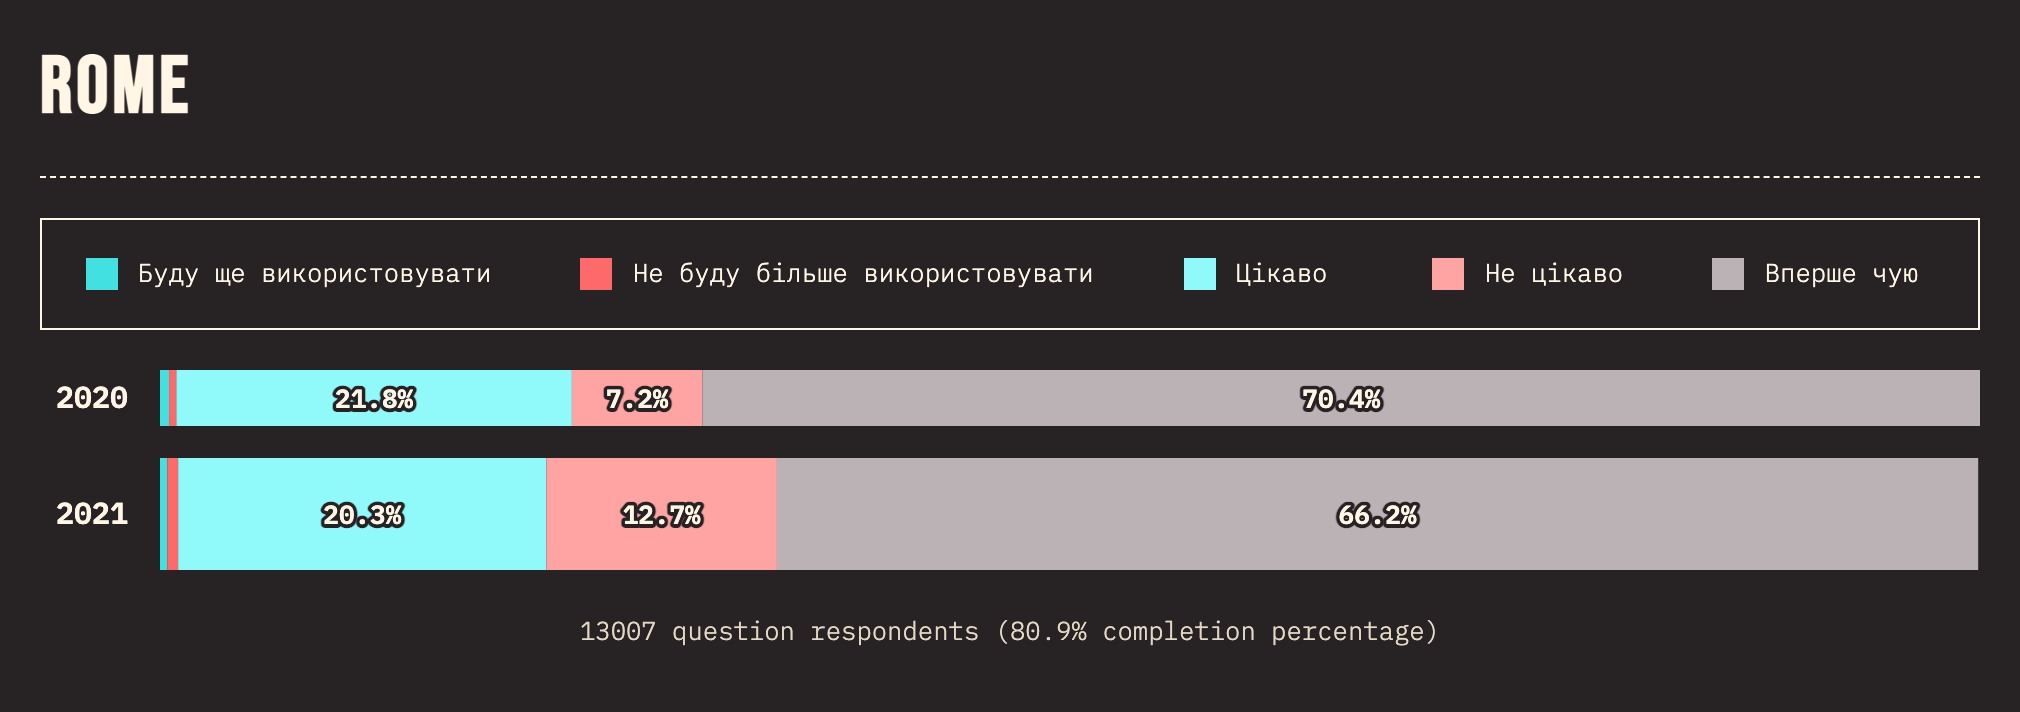 ROME
Буду ще використовувати Не буду більше використовувати Цікаво Не цікаво Вперше чую
2020 21.8% 7.2% 70.4%
2021 20.3% 12.7% 66.2%
13007 question respondents (80.9% completion percentage)